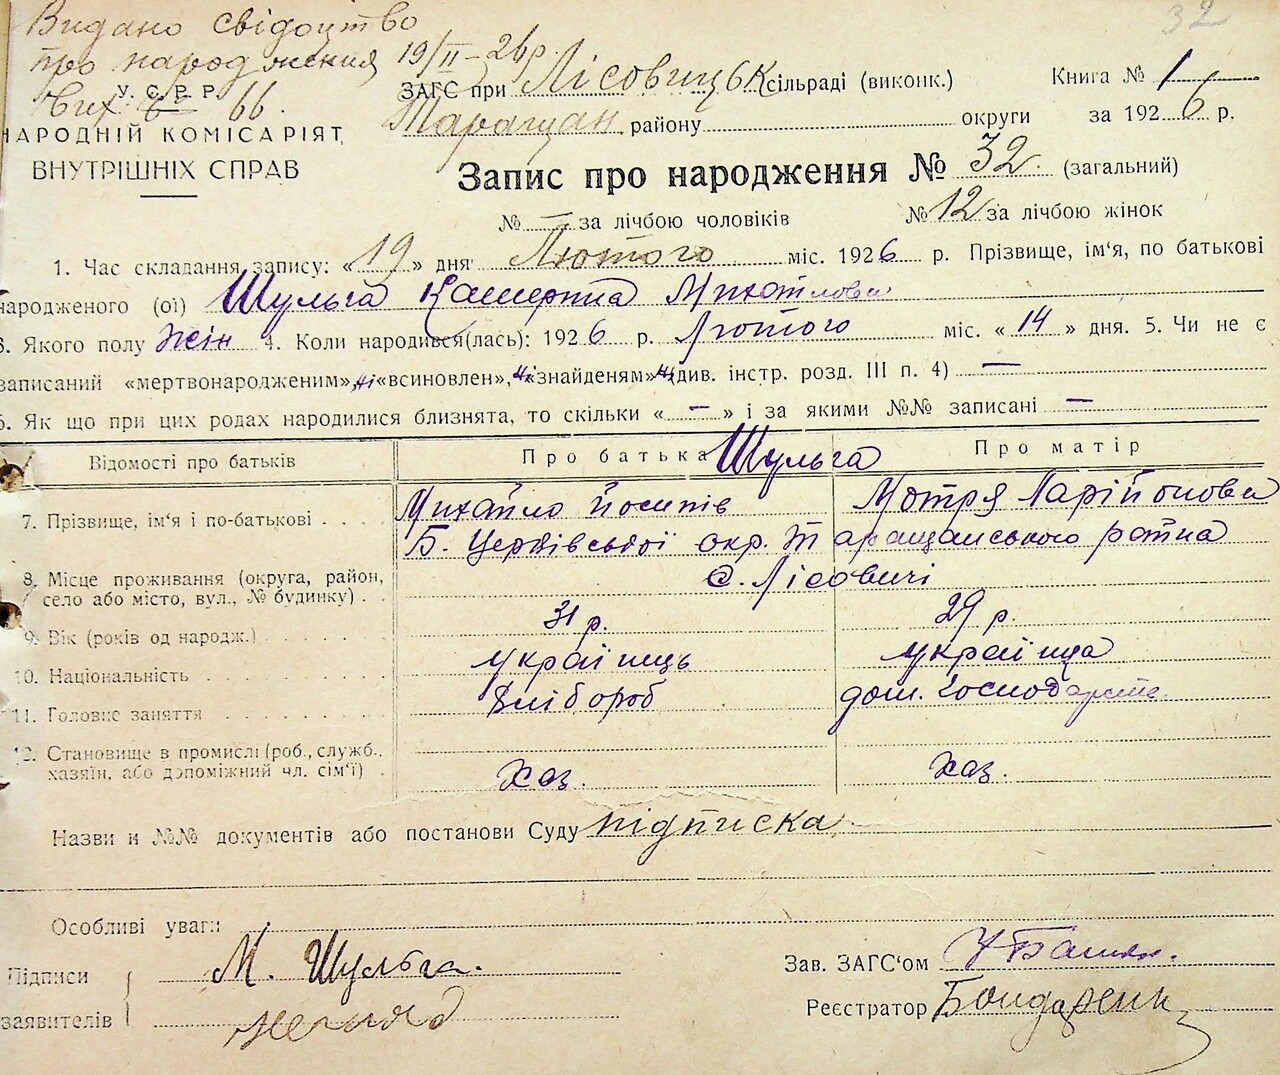 32
Видано свідоцтво
про народження 19/II–26р.
Вих 66.
У. С. Р. Р.
НАРОДНІЙ КОМІСАРІЯТ
ВНУТРІШНІХ СПРАВ
ЗАГС при Лісовицьк сільраді (виконк.) Книга № 1
Таращан району округи за 1926 р.
Запис про народження № 32. (загальний)
№ — за лічбою чоловіків № 12 за лічбою жінок
1. Час складання запису: «19» дня Лютого міс. 1926 р. Прізвище, ім'я, по батькові
народженого (ої) Шульга Катерина Михайлова
3. Якого полу жін 4. Коли народився(лась): 1926 р. Лютого міс. «14» дня. 5. Чи не є
записаний «мертвонародженим», «всиновлен», «знайденям» (див. інстр. розд. III п. 4) —
6. Як що при цих родах народилися близнята, то скільки «—» і за якими №№ записані —
Відомості про батьків Про батька Про матір
Шульга
7. Прізвище, ім'я і по-батькові Михайло Йосипів Мотря Ларійонова
Б. Церківської окр. Таращанського
8. Місце проживання (округа, район,
село або місто, вул., № будинку) с. Лісовичі
9. Вік (років од народж.) 31 р. 29 р.
10. Національність українець українка
11. Головне заняття Хлібороб дом. господарств.
12. Становище в промислі (роб., служб.,
хазяїн, або допоміжний чл. сім'ї) хаз. хаз.
Назви и №№ документів або постанови Суду підписка
Особливі уваги
Підписи
заявителів
М. Шульга.
Зав. ЗАГС'ом
Реєстратор Бондаренк